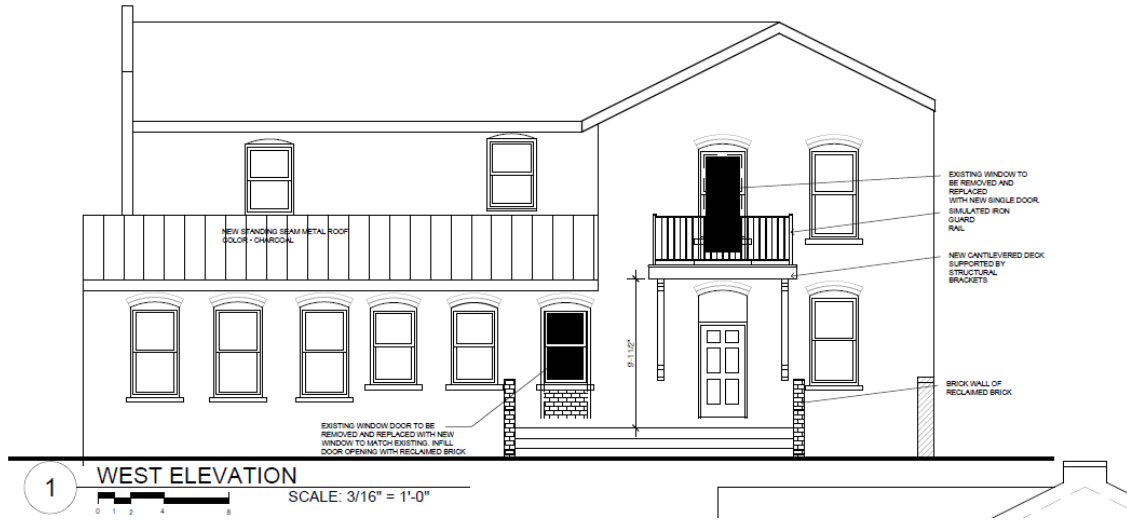 EXISTING WINDOW TO
BE REMOVED AND
REPLACED
WITH NEW SINGLE DOOR.
SIMULATED IRON
GUARD
RAIL
NEW STANDING SEAM METAL ROOF
COLOR - CHARCOAL
NEW CANTILEVERED DECK
SUPPORTED BY
STRUCTURAL
BRACKETS
9'-1 1/2"
BRICK WALL OF
RECLAIMED BRICK
EXISTING WINDOW DOOR TO BE
REMOVED AND REPLACED WITH NEW
WINDOW TO MATCH EXISTING. INFILL
DOOR OPENING WITH RECLAIMED BRICK
1
WEST ELEVATION
SCALE: 3/16" = 1'-0"
0 1 2 4 8